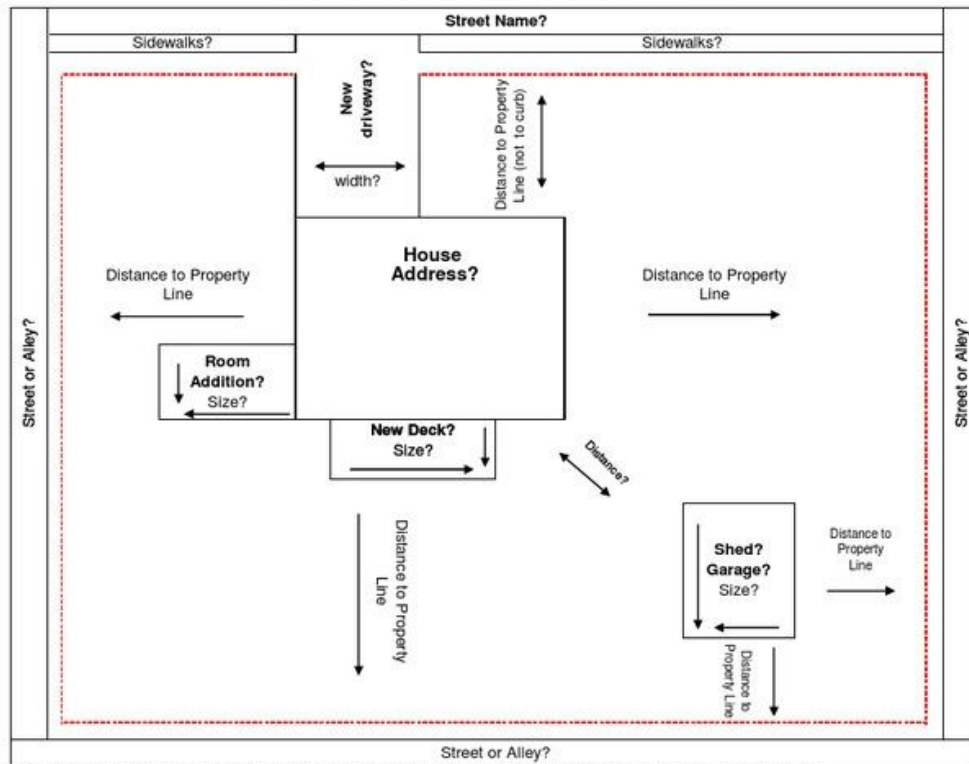 Street Name?
Sidewalks?
Sidewalks?
New
driveway?
width?
Distance to Property
Line (not to curb)
House
Address?
Distance to Property
Line
Distance to Property
Line
Street or Alley?
Street or Alley?
Room
Addition?
Size?
New Deck?
Size?
Distance?
Distance to Property
Line
Shed?
Garage?
Size?
Distance to
Property
Line
Distance to
Property Line
Street or Alley?